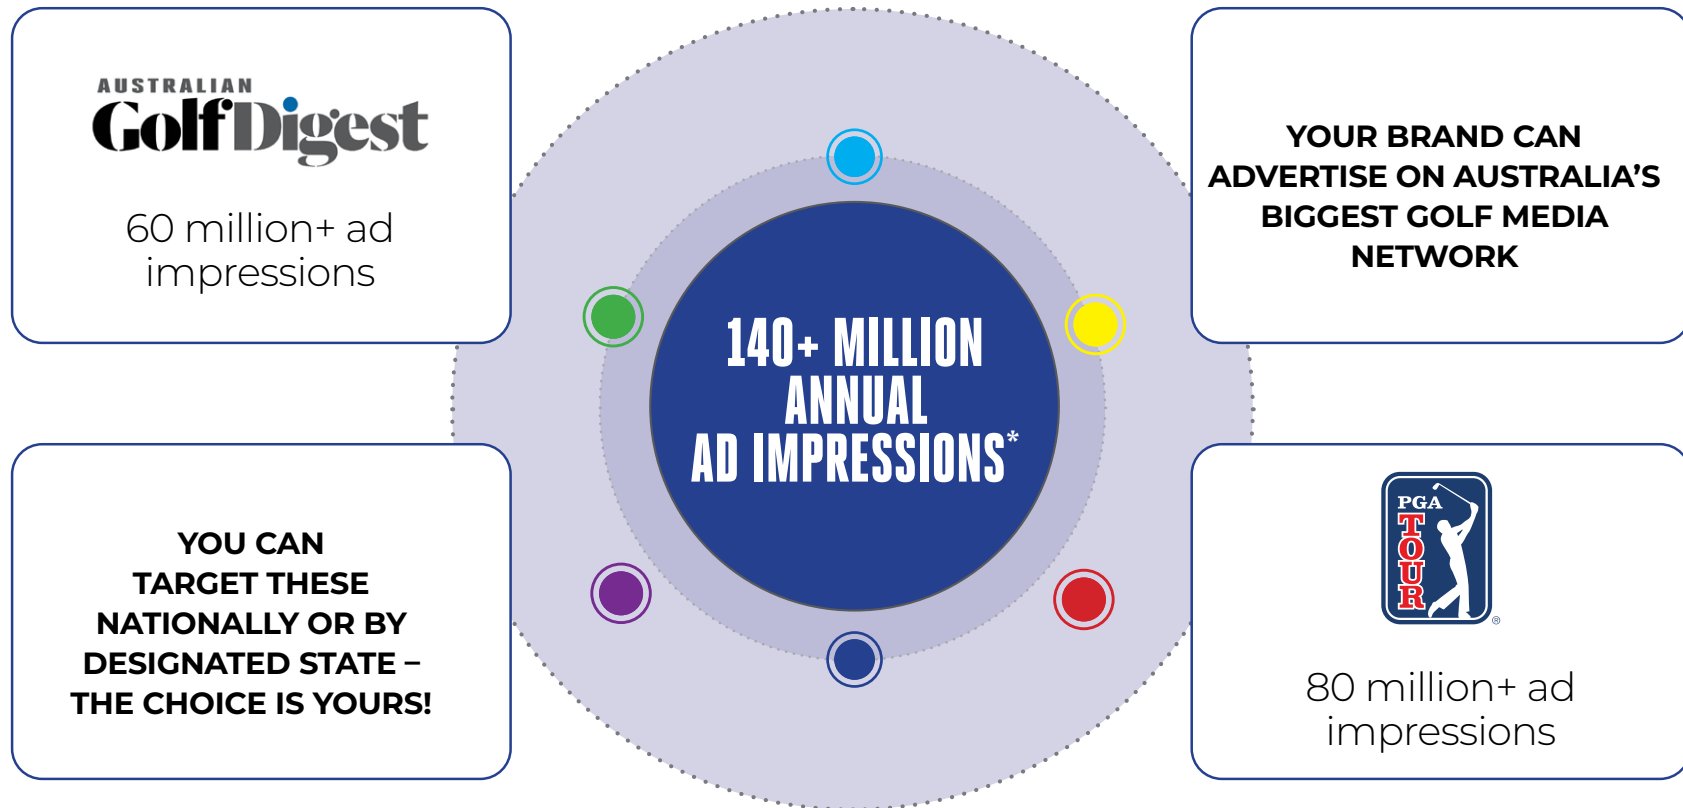 AUSTRALIAN
GolfDigest
60 million+ ad
impressions
YOUR BRAND CAN
ADVERTISE ON AUSTRALIA’S
BIGGEST GOLF MEDIA
NETWORK
140+ MILLION
ANNUAL
AD IMPRESSIONS*
YOU CAN
TARGET THESE
NATIONALLY OR BY
DESIGNATED STATE –
THE CHOICE IS YOURS!
PGA
TOUR
®
80 million+ ad
impressions